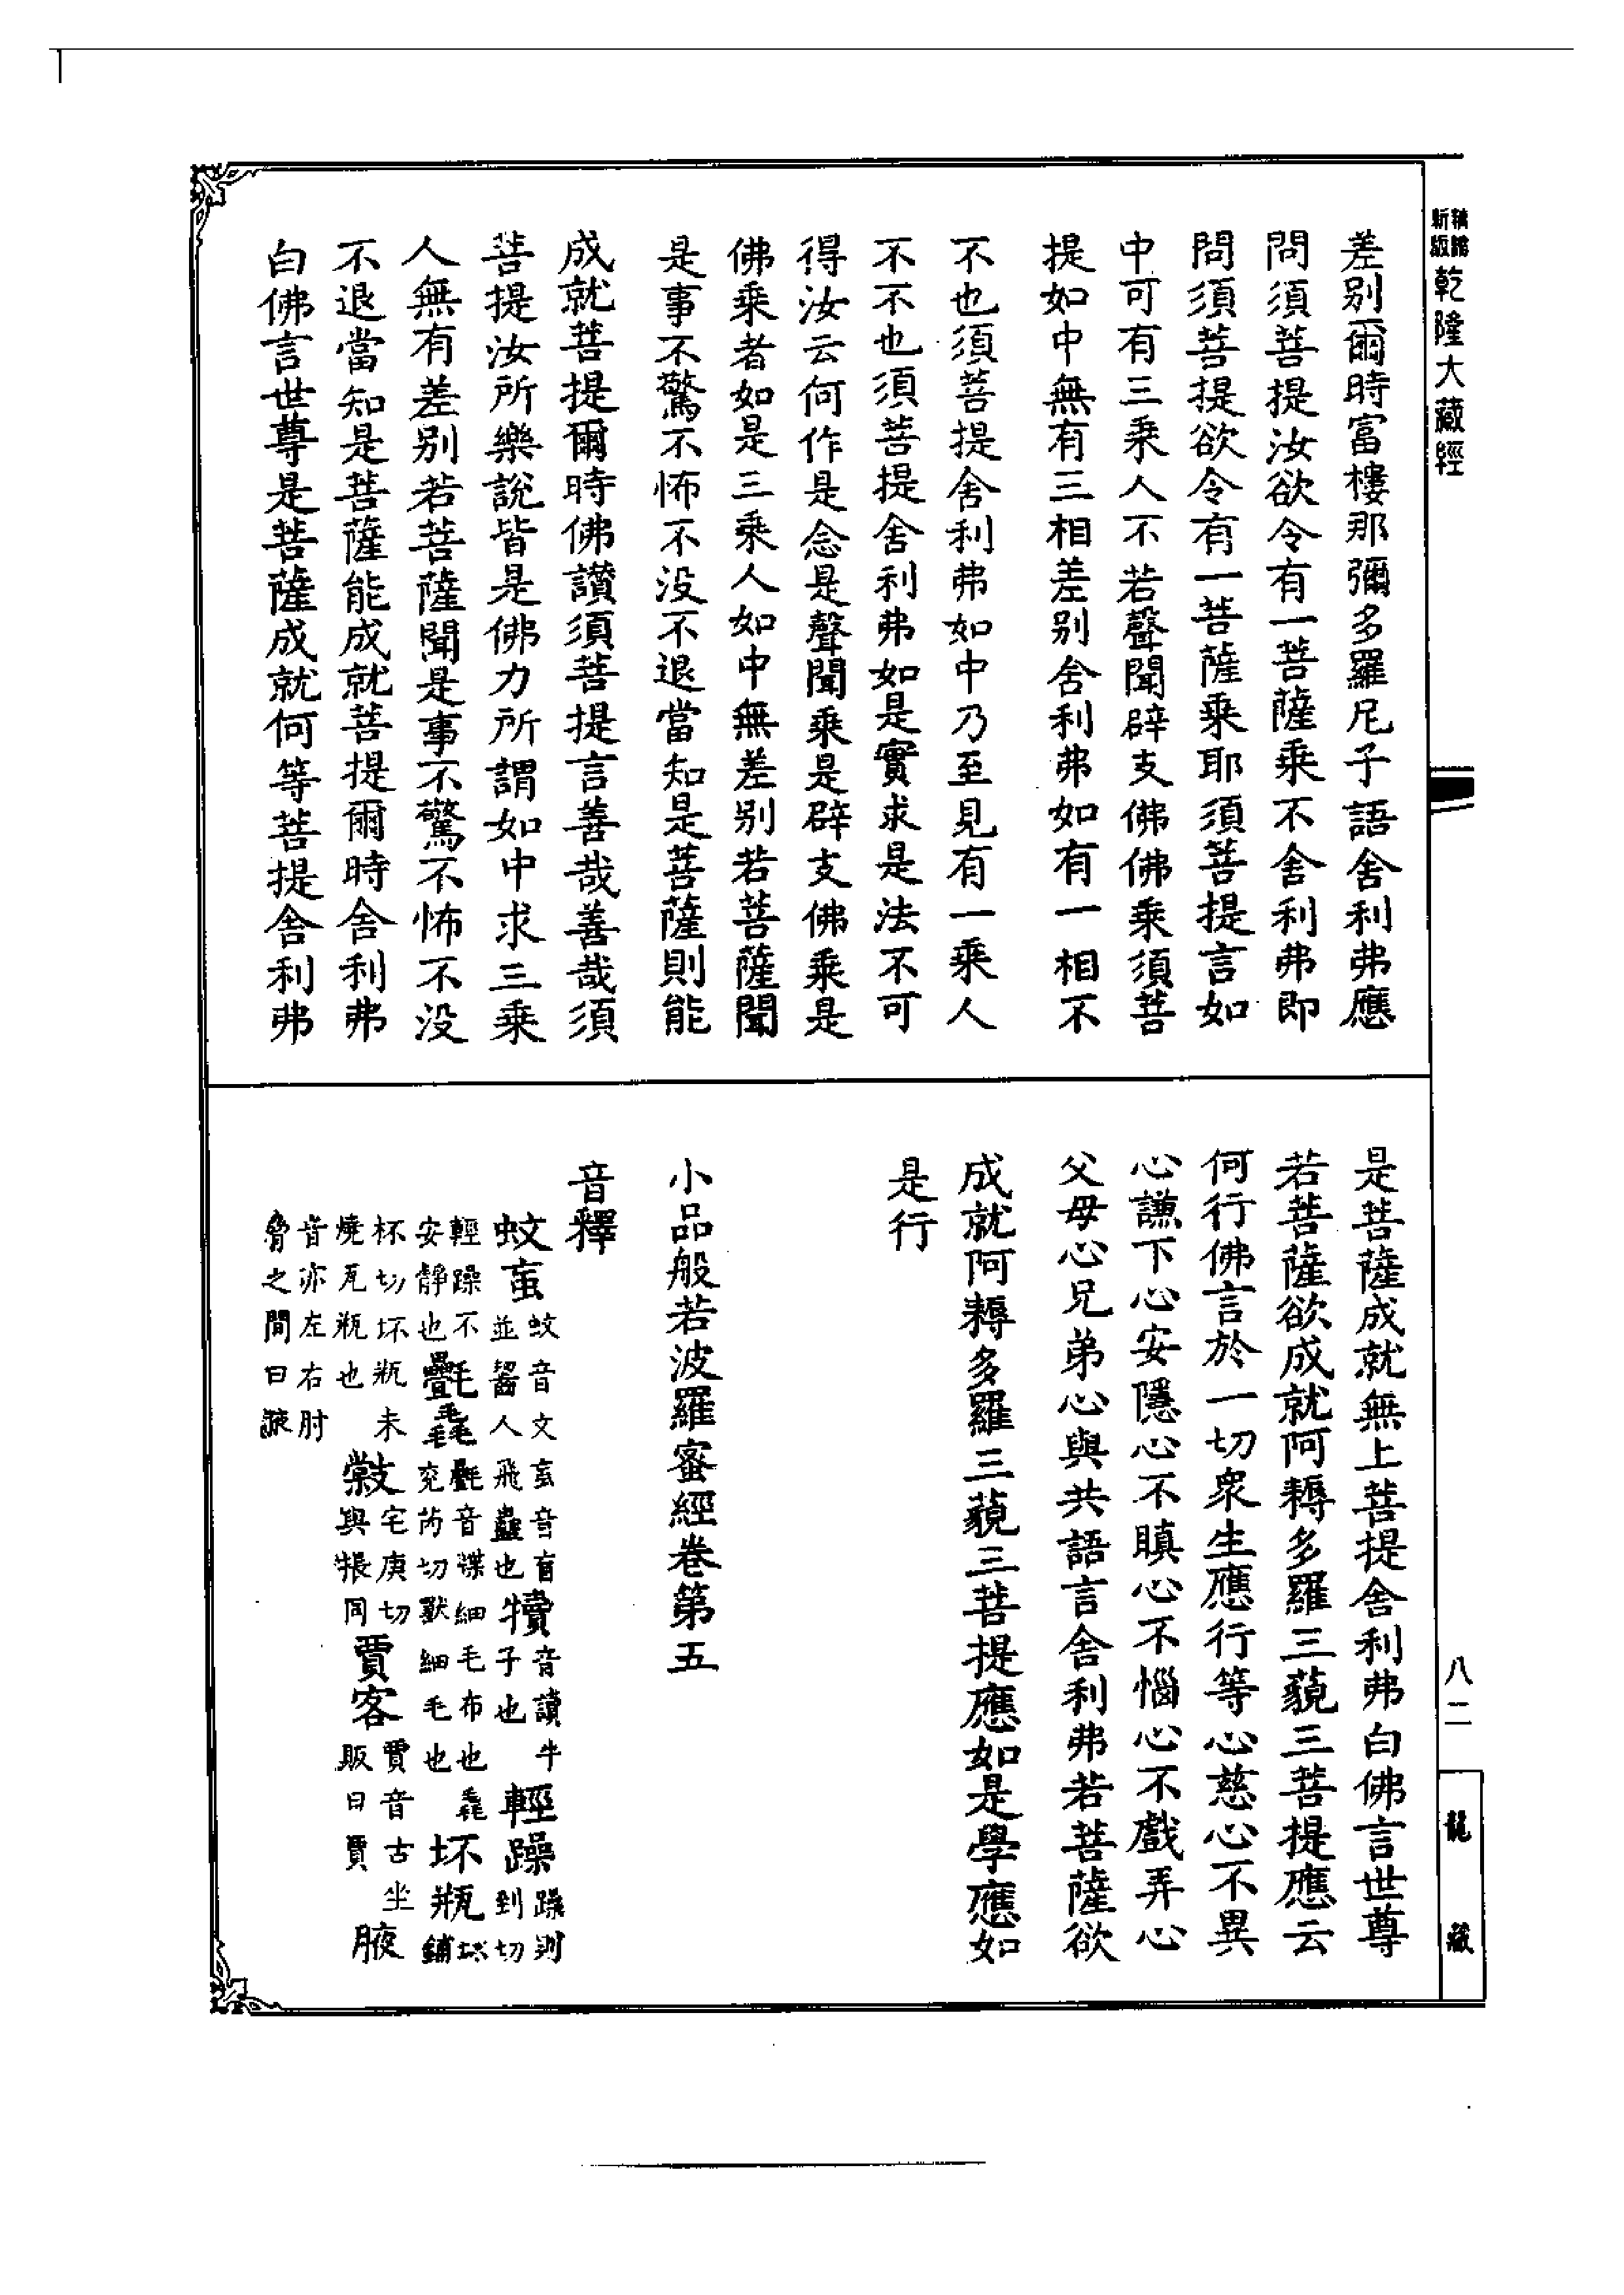 乾隆大藏經
差別爾時富樓那彌多羅尼子語舍利弗應
問須菩提汝欲令有一菩薩乘不舍利弗即
問須菩提欲令有一菩薩乘耶須菩提言如
中可有三乘人不若聲聞辟支佛佛乘須菩
提如中無有三相差別舍利弗如有一相不
不也須菩提舍利弗如中乃至見有一乘人
不不也須菩提舍利弗如是實求是法不可
得汝云何作是念是聲聞乘是辟支佛乘是
佛乘者如是三乘人如中無差別若菩薩聞
是事不驚不怖不沒不退當知是菩薩則能
成就菩提爾時佛讚須菩提言善哉善哉須
菩提汝所樂說皆是佛力所謂如中求三乘
人無有差別若菩薩聞是事不驚不怖不沒
不退當知是菩薩能成就菩提爾時舍利弗
白佛言世尊是菩薩成就何等菩提舍利弗
是菩薩成就無上菩提舍利弗白佛言世尊
若菩薩欲成就阿耨多羅三藐三菩提應云
何行佛言於一切眾生應行等心慈心不異
心謙下心安隱心不瞋心不惱心不戲弄心
父母心兄弟心與共語言舍利弗若菩薩欲
成就阿耨多羅三藐三菩提應如是學應如
是行
小品般若波羅蜜經卷第五
音釋
蚊䖟蚊音文䖟音盲並齧人飛蟲也犢音讀牛子也輕躁躁則到切
輕躁不安靜也㲲毳㲲音牒細毛布也毳充芮切獸細毛也坏瓶坏鋪
杯切坏瓶未燒瓦瓶也宅庚切與棖同賈客賈音古坐販曰賈腋
音亦左右肘脅之間曰腋
八二
龍藏